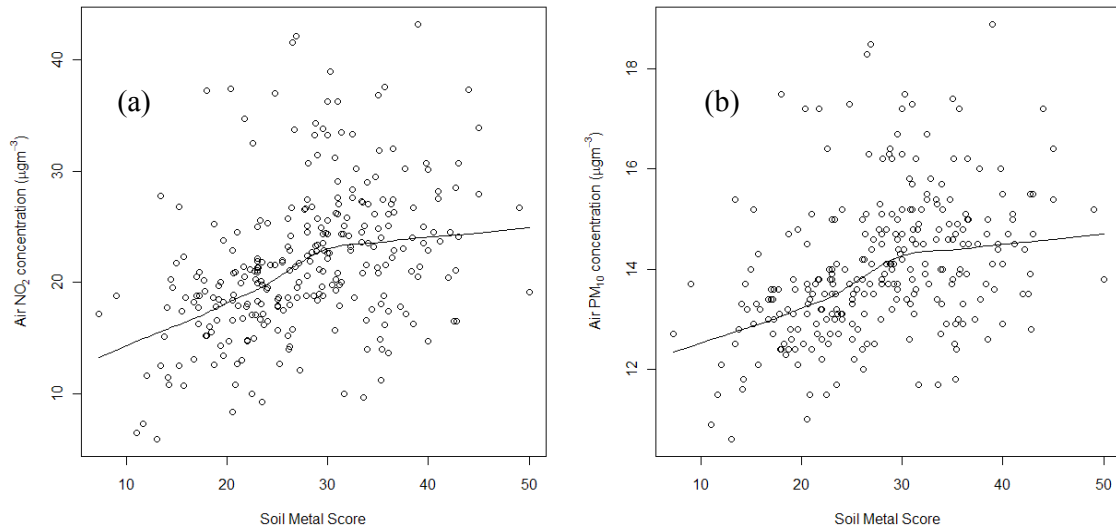 (a)
Air NO₂ concentration (μgm⁻³)
40
30
20
10
10 20 30 40 50
Soil Metal Score
(b)
Air PM₁₀ concentration (μgm⁻³)
18
16
14
12
10 20 30 40 50
Soil Metal Score